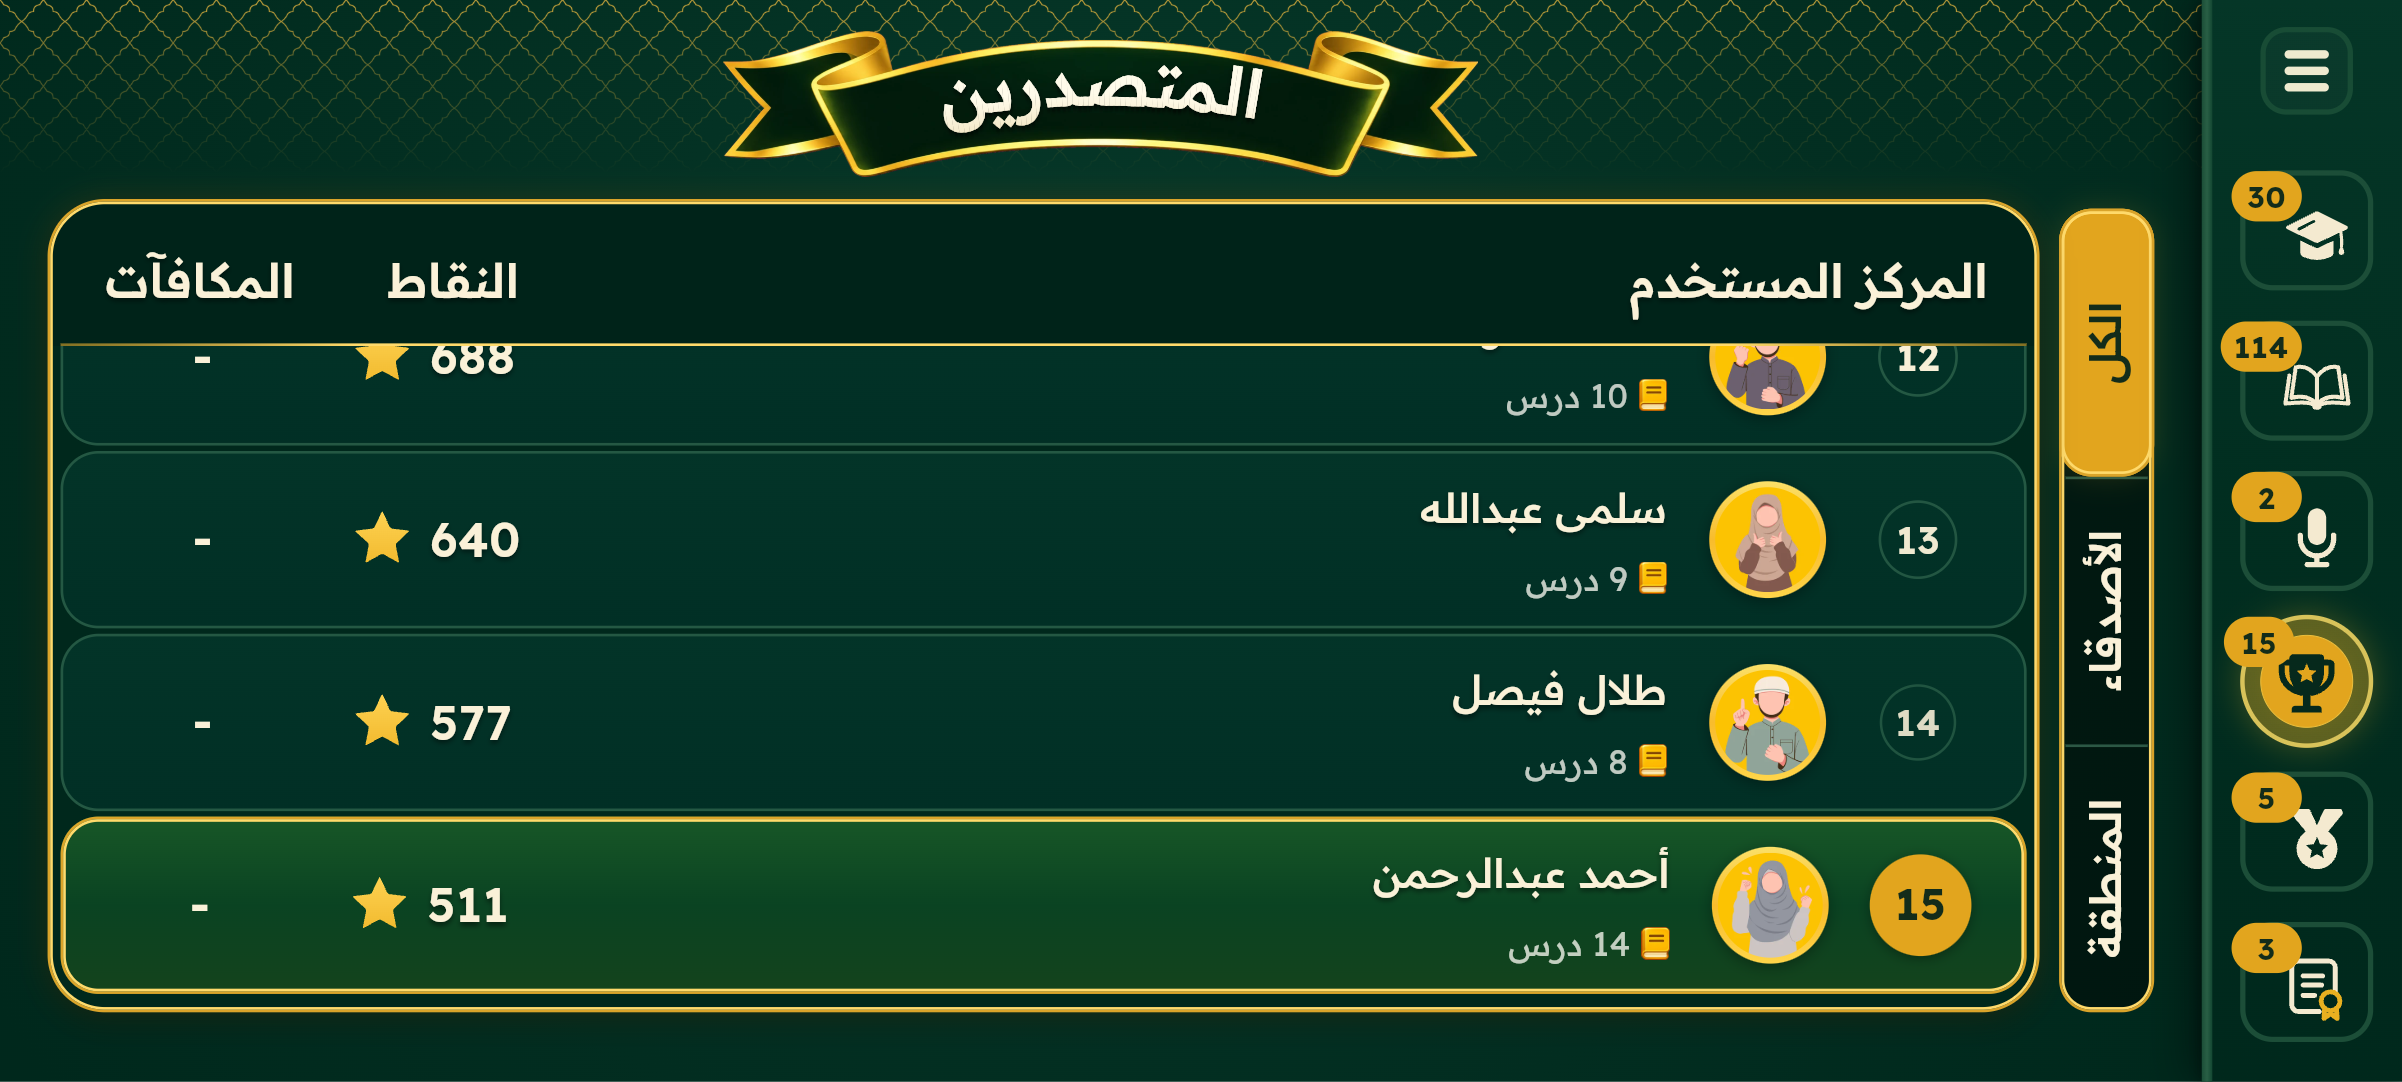 المتصدرين
30
114
2
15
5
3
الكل
الأصدقاء
المنطقة
المركز المستخدم النقاط المكافآت
12 688 -
10 درس
13 سلمى عبدالله 640 -
9 درس
14 طلال فيصل 577 -
8 درس
15 أحمد عبدالرحمن 511 -
14 درس